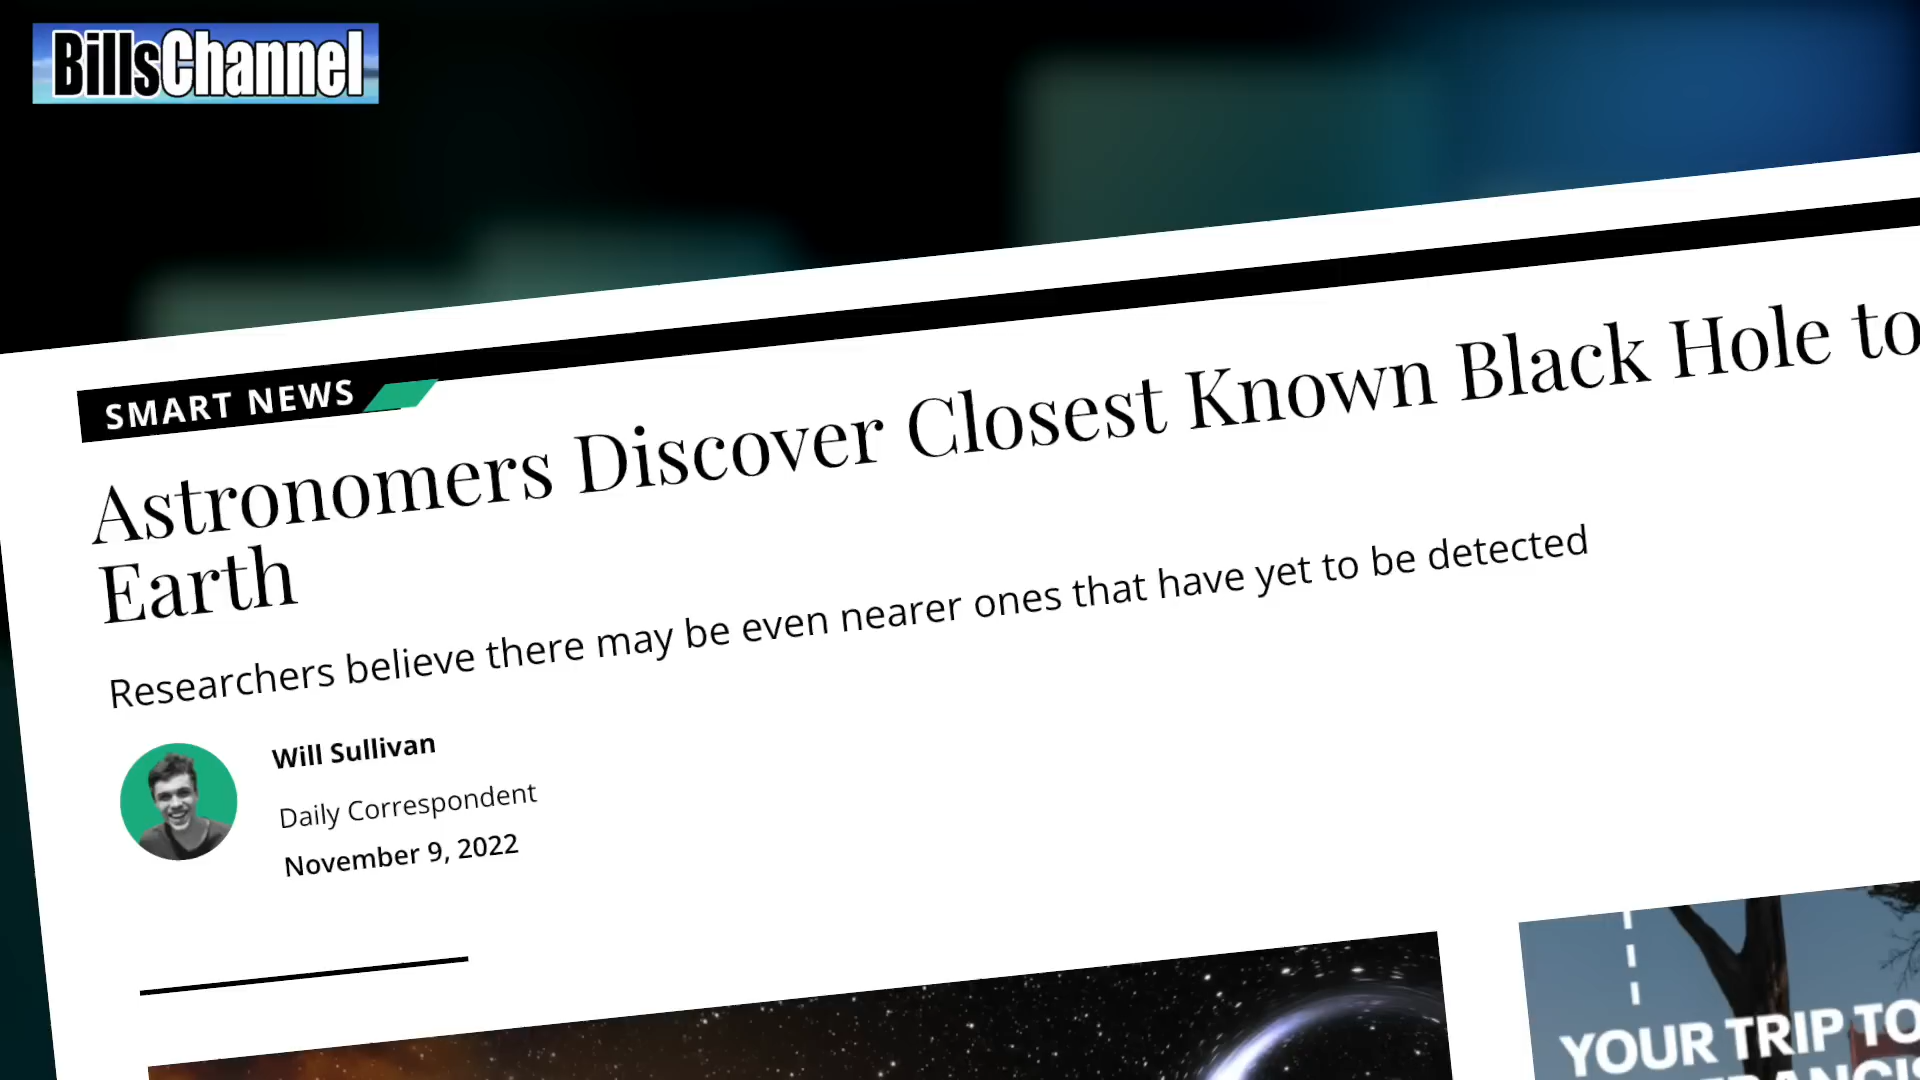 BillsChannel
SMART NEWS
Astronomers Discover Closest Known Black Hole to
Earth
Researchers believe there may be even nearer ones that have yet to be detected
Will Sullivan
Daily Correspondent
November 9, 2022
YOUR TRIP TO